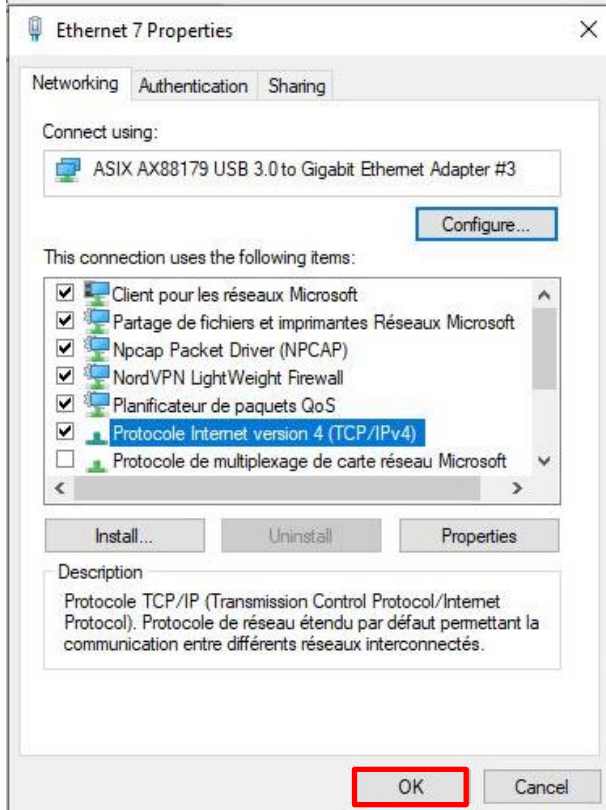 Ethernet 7 Properties
Networking Authentication Sharing
Connect using:
ASIX AX88179 USB 3.0 to Gigabit Ethernet Adapter #3
Configure...
This connection uses the following items:
Client pour les réseaux Microsoft
Partage de fichiers et imprimantes Réseaux Microsoft
Npcap Packet Driver (NPCAP)
NordVPN LightWeight Firewall
Planificateur de paquets QoS
Protocole Internet version 4 (TCP/IPv4)
Protocole de multiplexage de carte réseau Microsoft
Install... Uninstall Properties
Description
Protocole TCP/IP (Transmission Control Protocol/Internet
Protocol). Protocole de réseau étendu par défaut permettant la
communication entre différents réseaux interconnectés.
OK Cancel